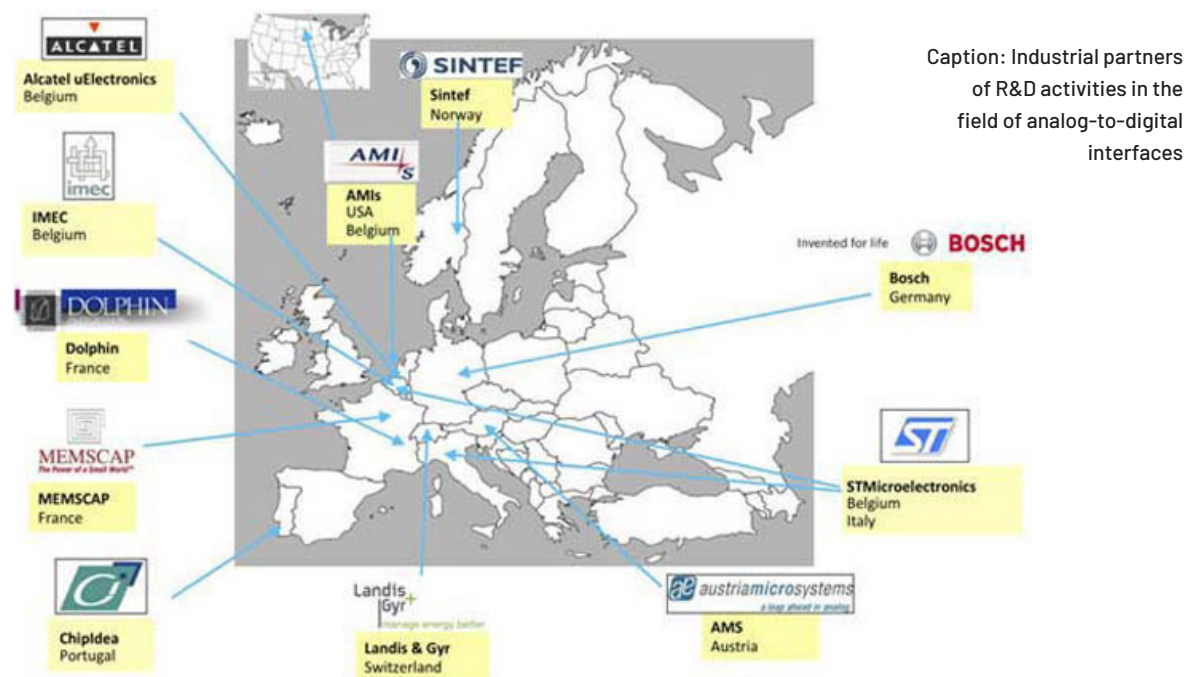 ALCATEL
Alcatel uElectronics
Belgium
SINTEF
Sintef
Norway
Caption: Industrial partners
of R&D activities in the
field of analog-to-digital
interfaces
imec
IMEC
Belgium
AMIS
AMIs
USA
Belgium
Invented for life
BOSCH
Bosch
Germany
DOLPHIN
Dolphin
France
MEMSCAP
The Power of a Small World™
MEMSCAP
France
ST
STMicroelectronics
Belgium
Italy
ChipIdea
Portugal
Landis
Gyr+
manage energy better
Landis & Gyr
Switzerland
austriamicrosystems
a leap ahead in analog
AMS
Austria